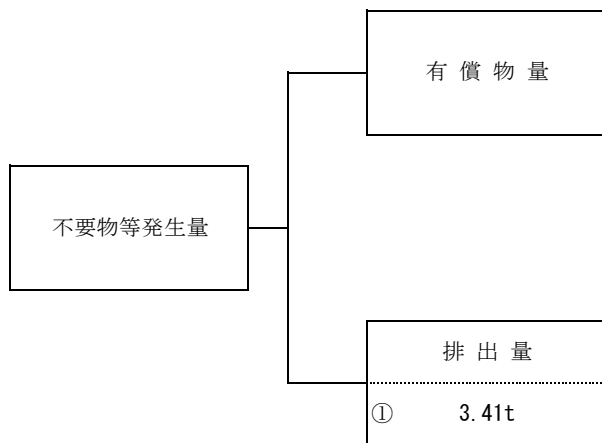 有 償 物 量
不要物等発生量
排 出 量
① 3.41t